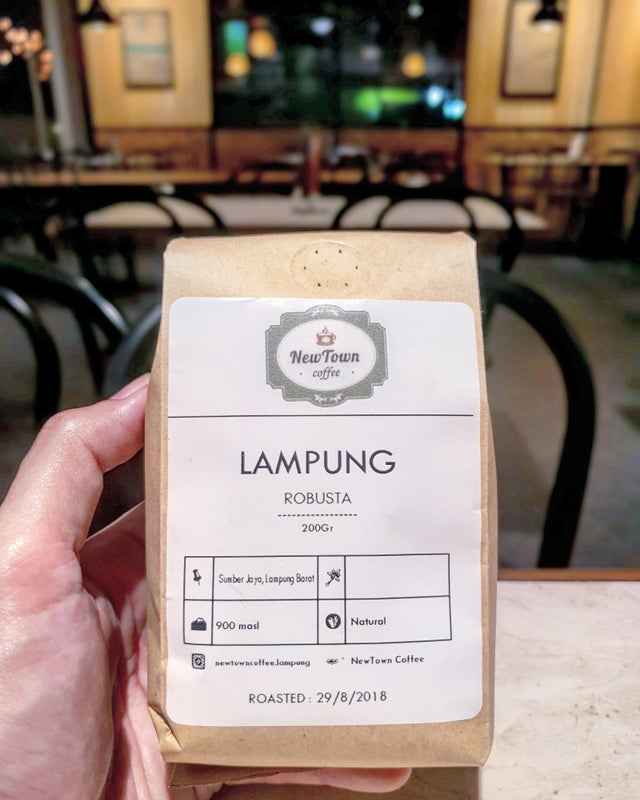 NewTown
coffee
LAMPUNG
ROBUSTA
200Gr
Sumber Jaya, Lampung Barat
900 masl
Natural
newtowncoffee.lampung
NewTown Coffee
ROASTED : 29/8/2018